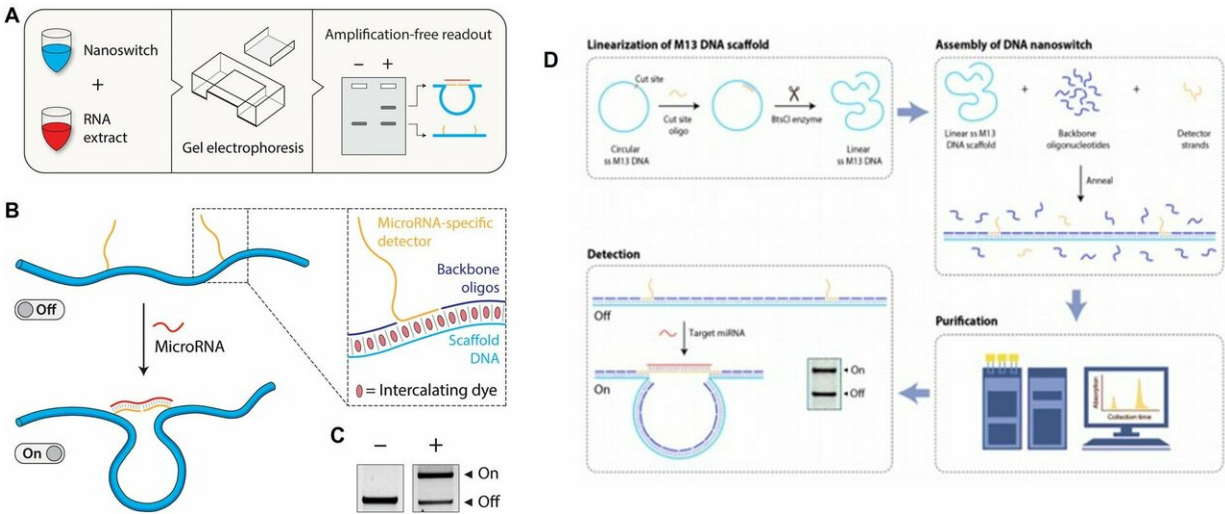 A
Nanoswitch
+
RNA
extract
Gel electrophoresis
Amplification-free readout
– +
B
Off
MicroRNA
On
MicroRNA-specific
detector
Backbone
oligos
Scaffold
DNA
= Intercalating dye
C
– +
On
Off
D
Linearization of M13 DNA scaffold
Cut site
Cut site
oligo
BtsCI enzyme
Circular
ss M13 DNA
Linear
ss M13 DNA
Assembly of DNA nanoswitch
+ +
Linear ss M13
DNA scaffold
Backbone
oligonucleotides
Detector
strands
Anneal
Detection
Off
Target miRNA
On
On
Off
Purification
Absorption
Collection time